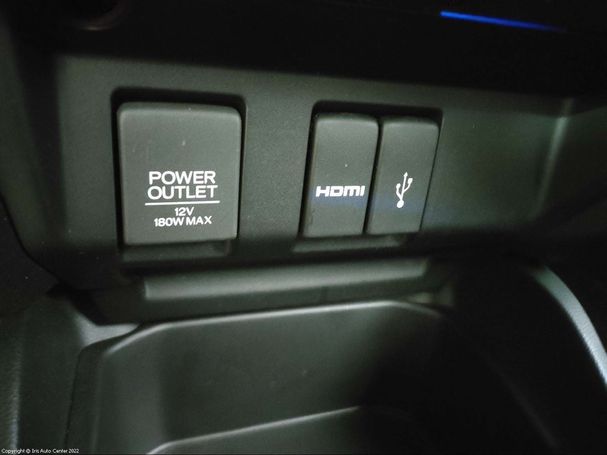 POWER
OUTLET
12V
180W MAX
HDMI
Copyright © Iris Auto Center 2022